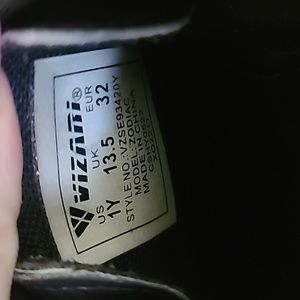 VIZARI
US UK EUR
1Y 13.5 32
STYLE NO.:VZSE93420Y
MODEL: ZODIAC
MADE IN CHINA